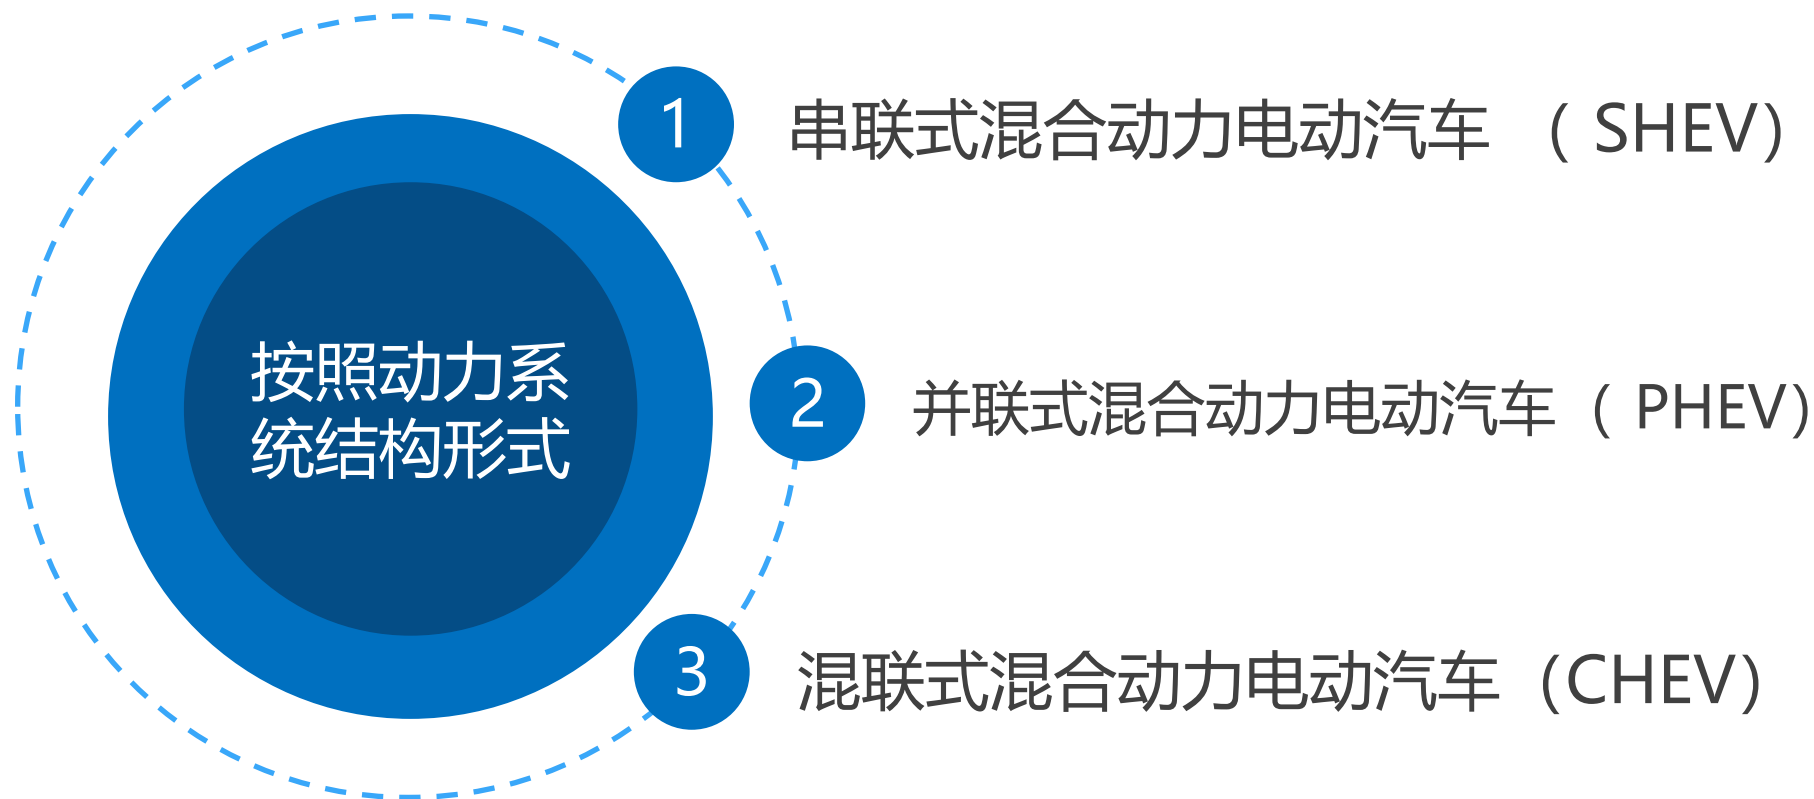 按照动力系
统结构形式
1
串联式混合动力电动汽车 （ SHEV）
2
并联式混合动力电动汽车（ PHEV）
3
混联式混合动力电动汽车（CHEV）